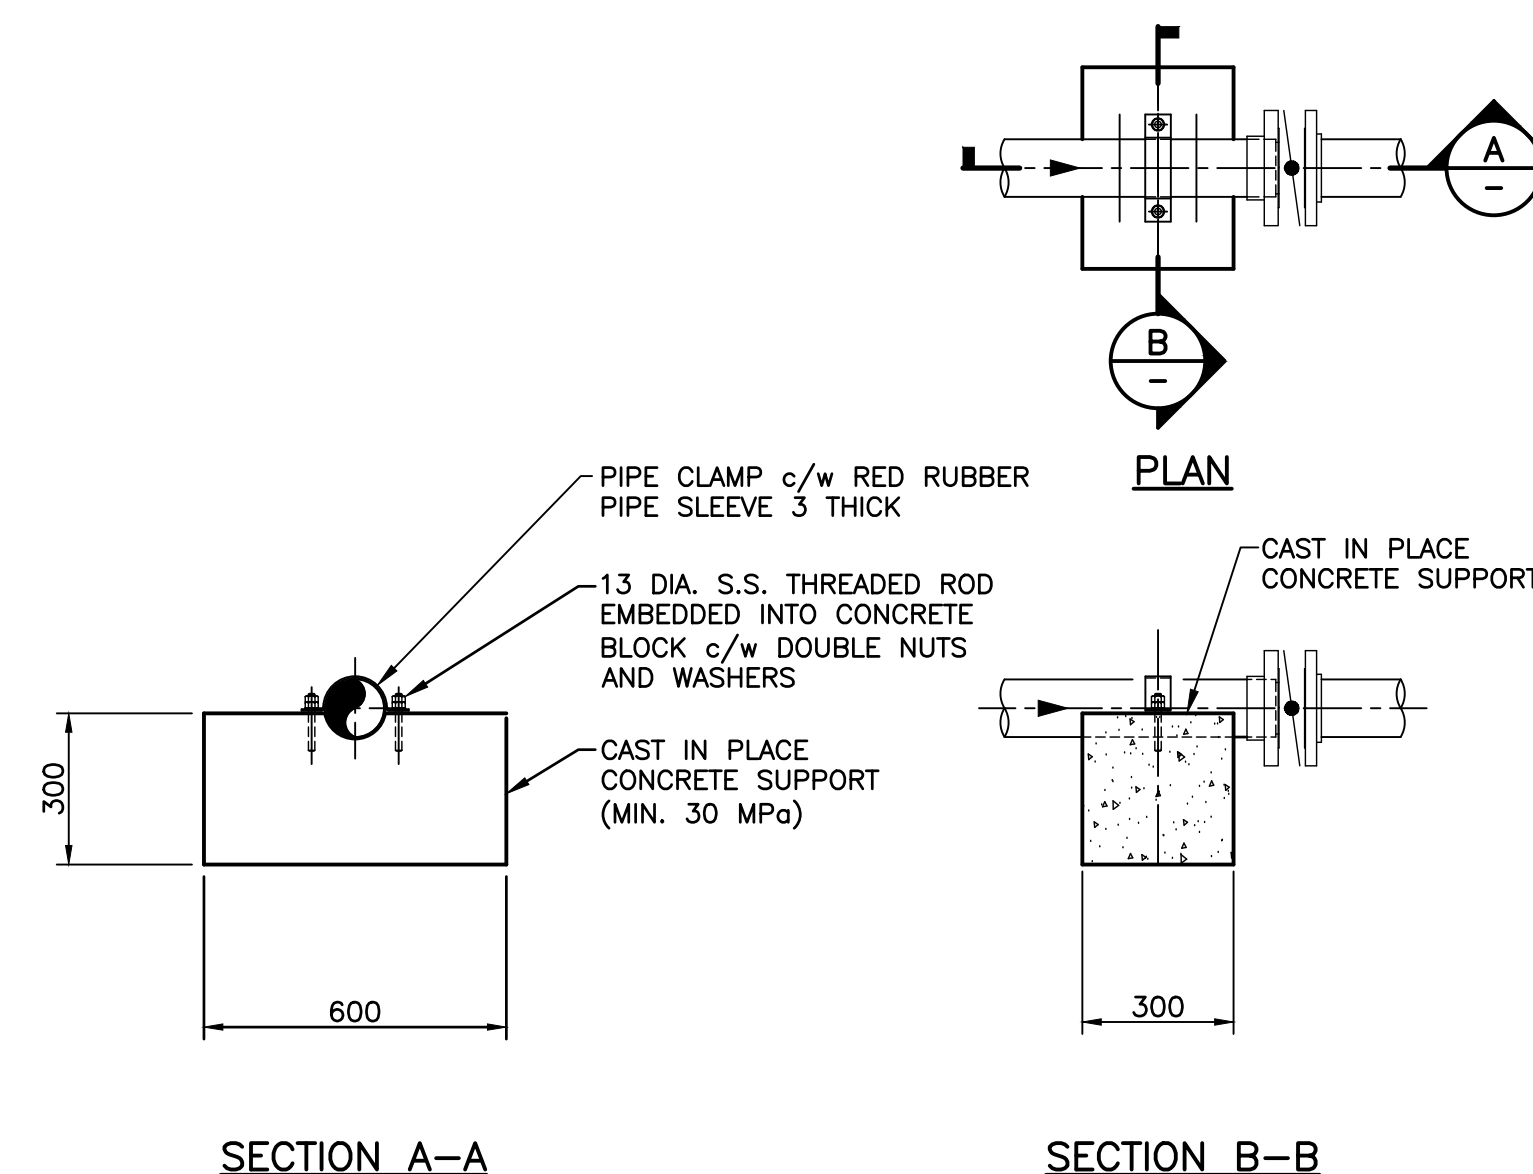 A
–
B
–
PLAN
PIPE CLAMP c/w RED RUBBER
PIPE SLEEVE 3 THICK
13 DIA. S.S. THREADED ROD
EMBEDDED INTO CONCRETE
BLOCK c/w DOUBLE NUTS
AND WASHERS
CAST IN PLACE
CONCRETE SUPPORT
(MIN. 30 MPa)
300
600
SECTION A–A
CAST IN PLACE
CONCRETE SUPPORT
300
SECTION B–B